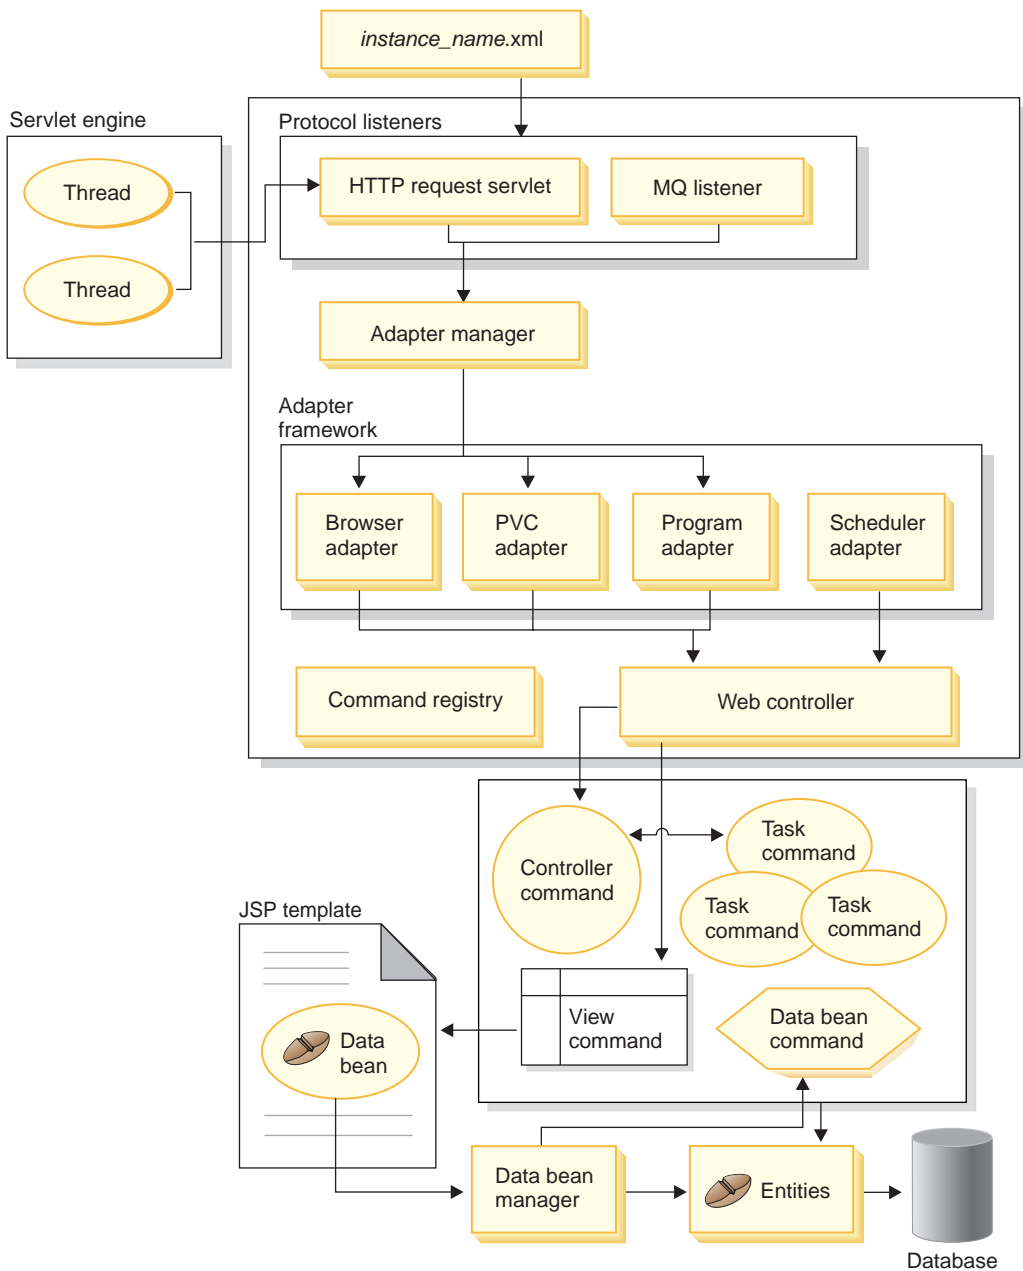 instance_name.xml
Servlet engine
Thread
Thread
Protocol listeners
HTTP request servlet
MQ listener
Adapter manager
Adapter
framework
Browser
adapter
PVC
adapter
Program
adapter
Scheduler
adapter
Command registry
Web controller
Controller
command
Task
command
Task
command
Task
command
JSP template
Data
bean
View
command
Data bean
command
Data bean
manager
Entities
Database